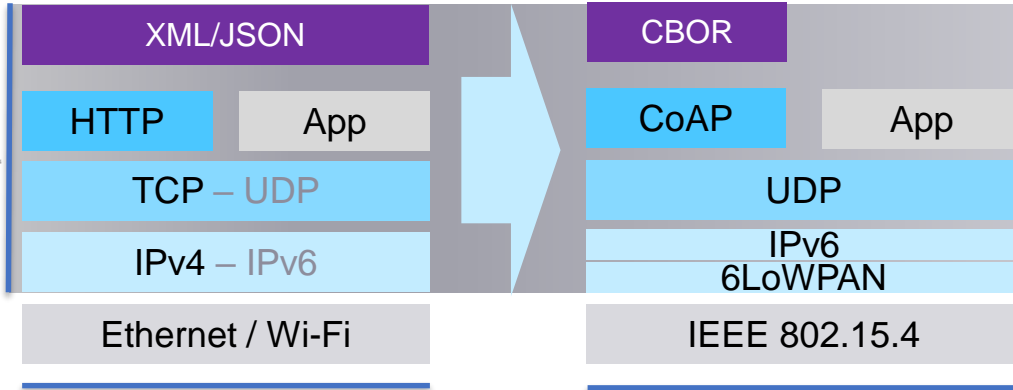 XML/JSON
HTTP
App
TCP – UDP
IPv4 – IPv6
Ethernet / Wi-Fi
CBOR
CoAP
App
UDP
IPv6
6LoWPAN
IEEE 802.15.4